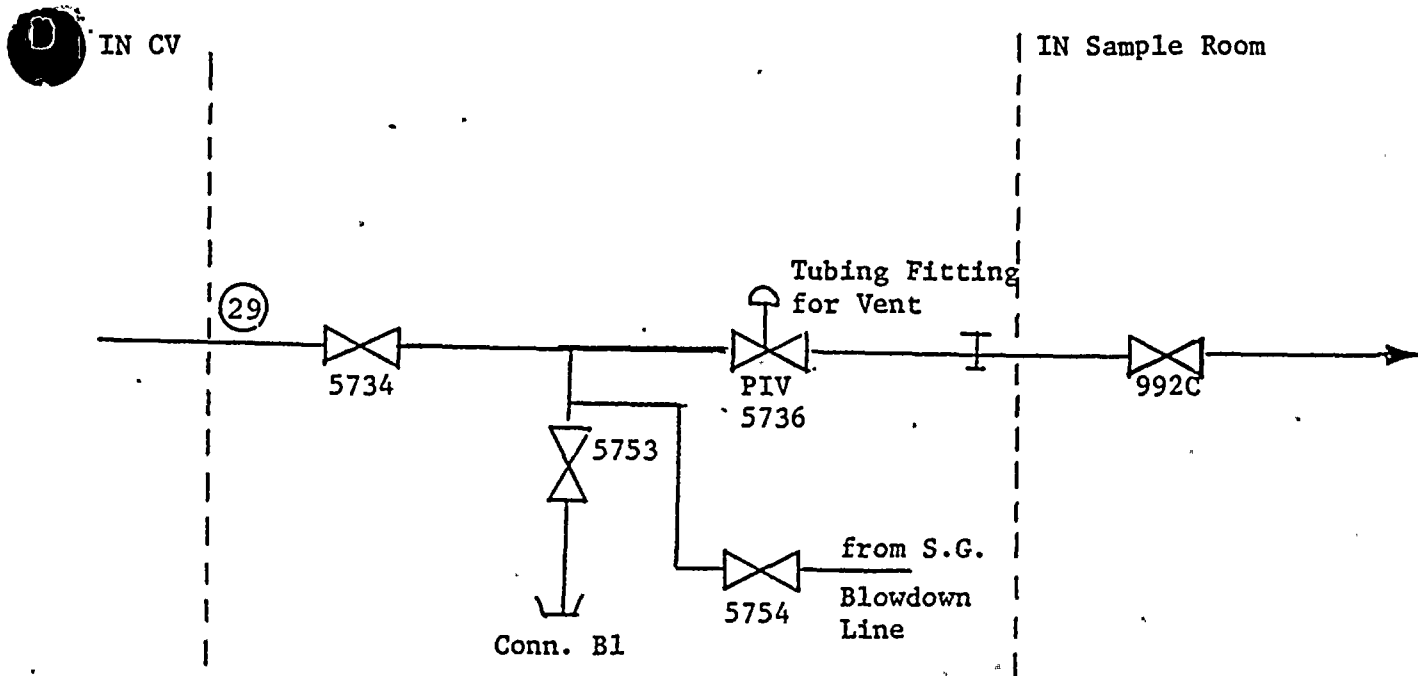 D
IN CV
IN Sample Room
Tubing Fitting
for Vent
29
5734
PIV
5736
992C
5753
from S.G.
5754
Blowdown
Line
Conn. B1